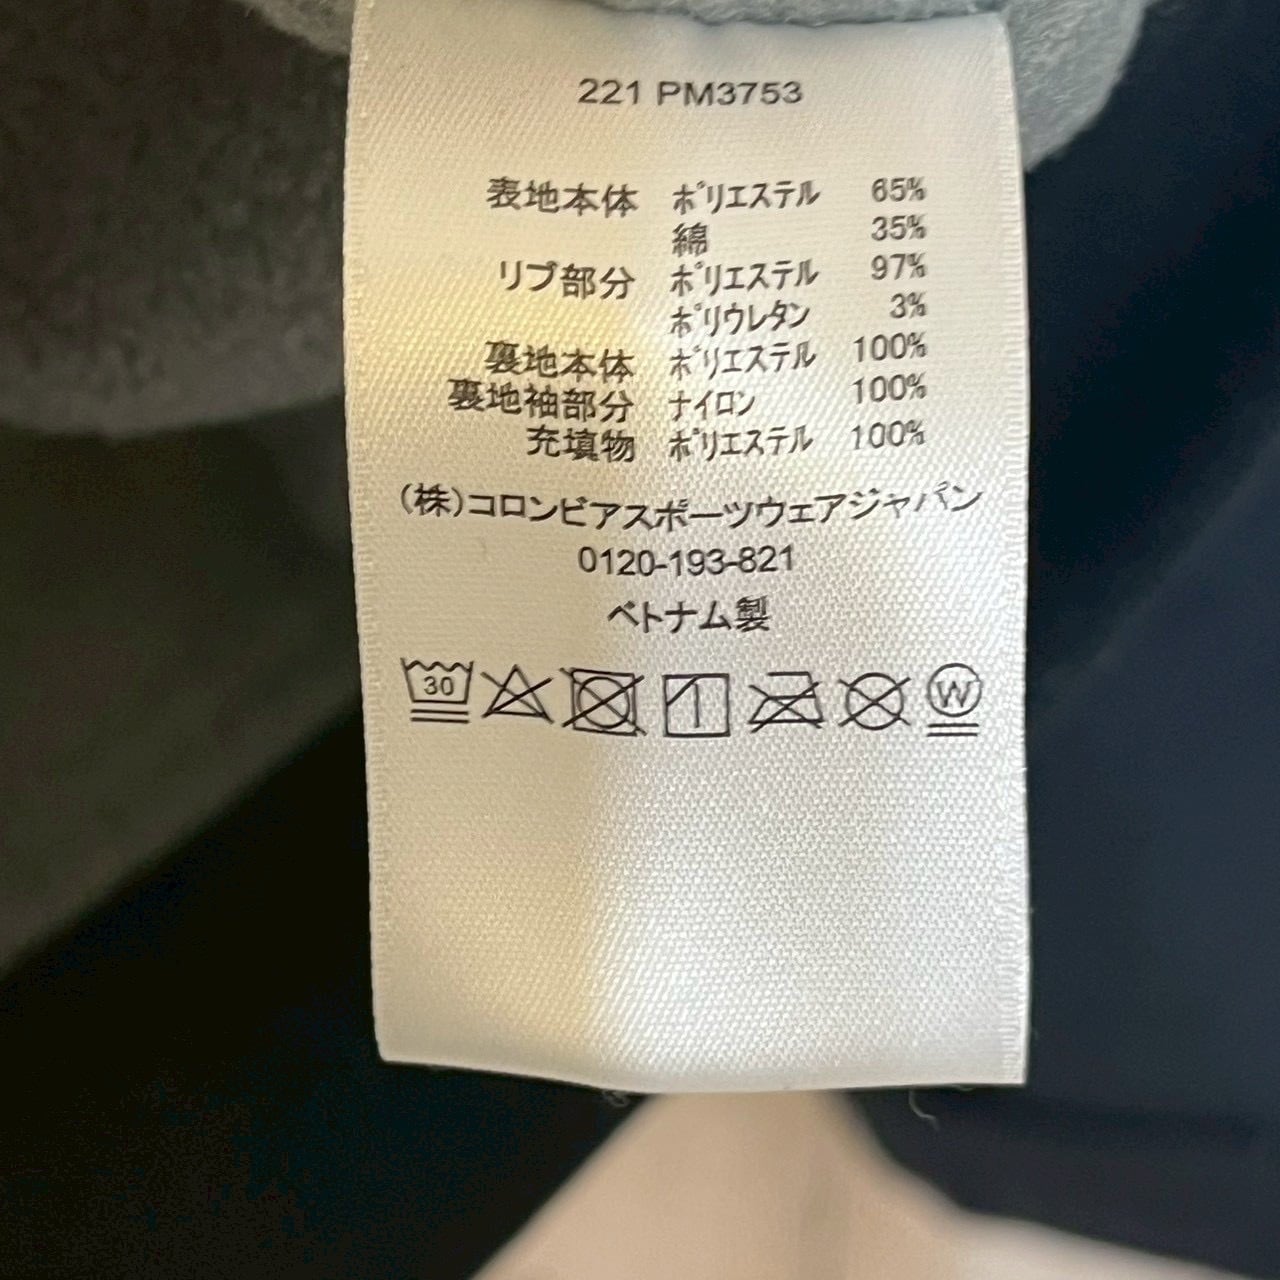 221 PM3753
表地本体 ポリエステル 65%
綿 35%
リブ部分 ポリエステル 97%
ポリウレタン 3%
裏地本体 ポリエステル 100%
裏地袖部分 ナイロン 100%
充填物 ポリエステル 100%
(株)コロンビアスポーツウェアジャパン
0120-193-821
ベトナム製
30 W